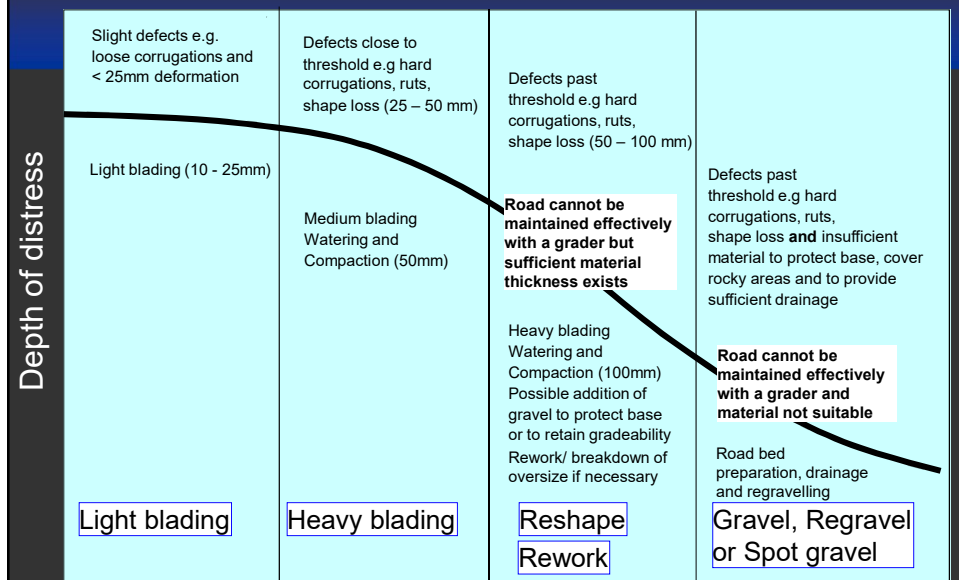 Depth of distress
Slight defects e.g.
loose corrugations and
< 25mm deformation
Light blading (10 - 25mm)
Light blading
Defects close to
threshold e.g hard
corrugations, ruts,
shape loss (25 – 50 mm)
Medium blading
Watering and
Compaction (50mm)
Heavy blading
Defects past
threshold e.g hard
corrugations, ruts,
shape loss (50 – 100 mm)
Road cannot be
maintained effectively
with a grader but
sufficient material
thickness exists
Heavy blading
Watering and
Compaction (100mm)
Possible addition of
gravel to protect base
or to retain gradeability
Rework/ breakdown of
oversize if necessary
Reshape
Rework
Defects past
threshold e.g hard
corrugations, ruts,
shape loss and insufficient
material to protect base, cover
rocky areas and to provide
sufficient drainage
Road cannot be
maintained effectively
with a grader and
material not suitable
Road bed
preparation, drainage
and regravelling
Gravel, Regravel
or Spot gravel